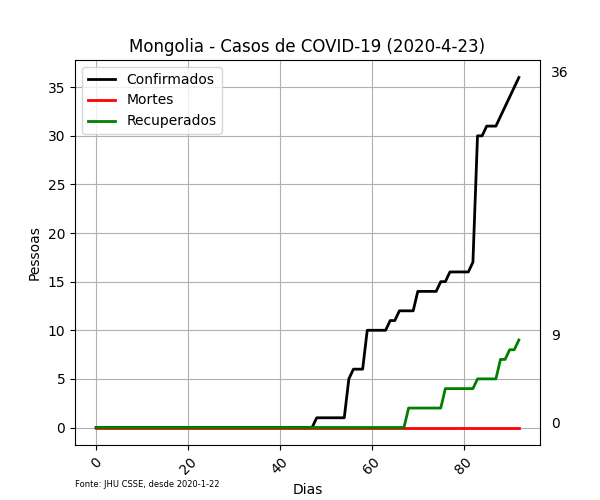 Mongolia - Casos de COVID-19 (2020-4-23)
Confirmados
Mortes
Recuperados
36
9
0
35
30
25
20
15
10
5
0
Pessoas
0
20
40
60
80
Dias
Fonte: JHU CSSE, desde 2020-1-22